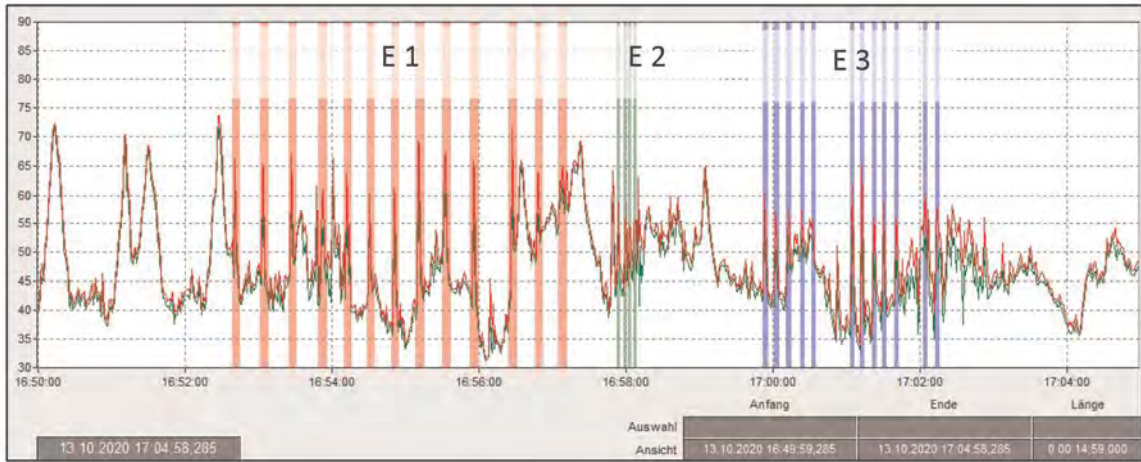 90
85
80
75
70
65
60
55
50
45
40
35
30
E 1
E 2
E 3
16:50:00 16:52:00 16:54:00 16:56:00 16:58:00 17:00:00 17:02:00 17:04:00
Anfang Ende Länge
Auswahl
13.10.2020 17:04:58,285
Ansicht 13.10.2020 16:49:59,285 13.10.2020 17:04:58,285 0 00:14:59,000